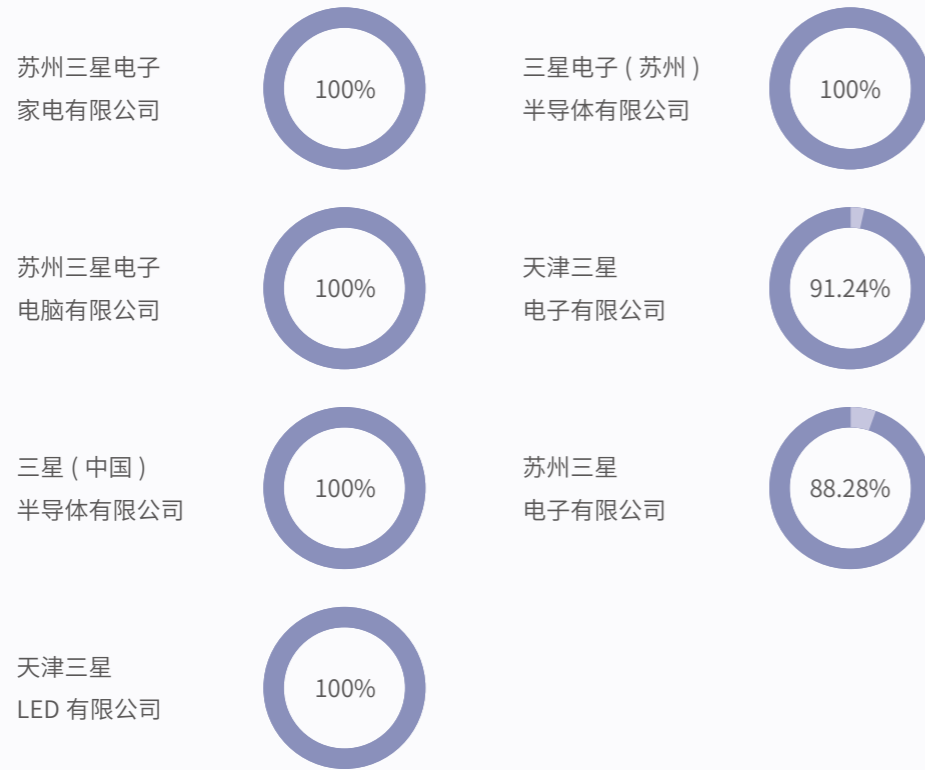 苏州三星电子
家电有限公司
100%
三星电子 ( 苏州 )
半导体有限公司
100%
苏州三星电子
电脑有限公司
100%
天津三星
电子有限公司
91.24%
三星 ( 中国 )
半导体有限公司
100%
苏州三星
电子有限公司
88.28%
天津三星
LED 有限公司
100%